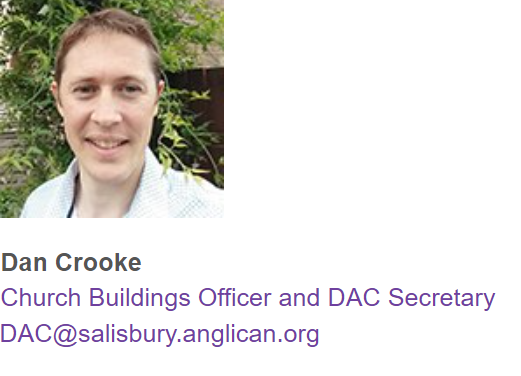 Dan Crooke
Church Buildings Officer and DAC Secretary
DAC@salisbury.anglican.org